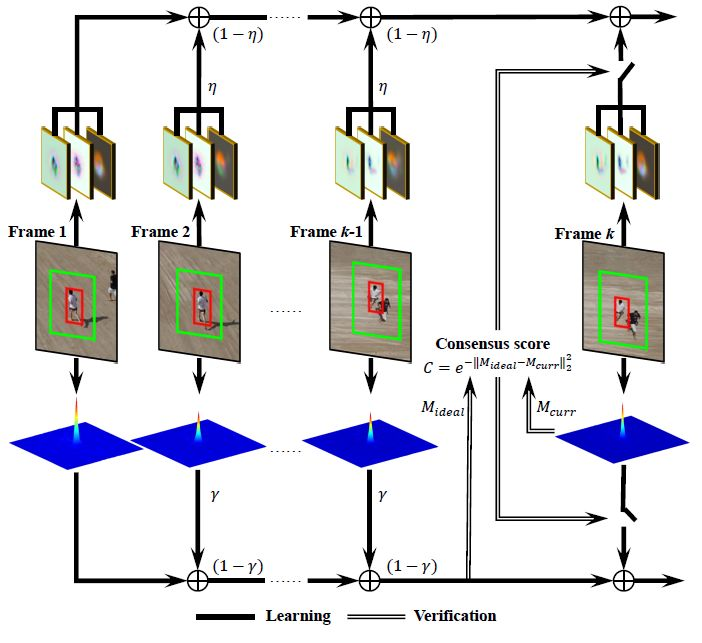 (1 − η) ...... (1 − η)
η η
Frame 1 Frame 2 Frame k-1 Frame k
......
Consensus score
C = e^{−‖M_{ideal}−M_{curr}‖_2^2}
M_{ideal} M_{curr}
......
γ γ
(1 − γ) ...... (1 − γ)
Learning Verification